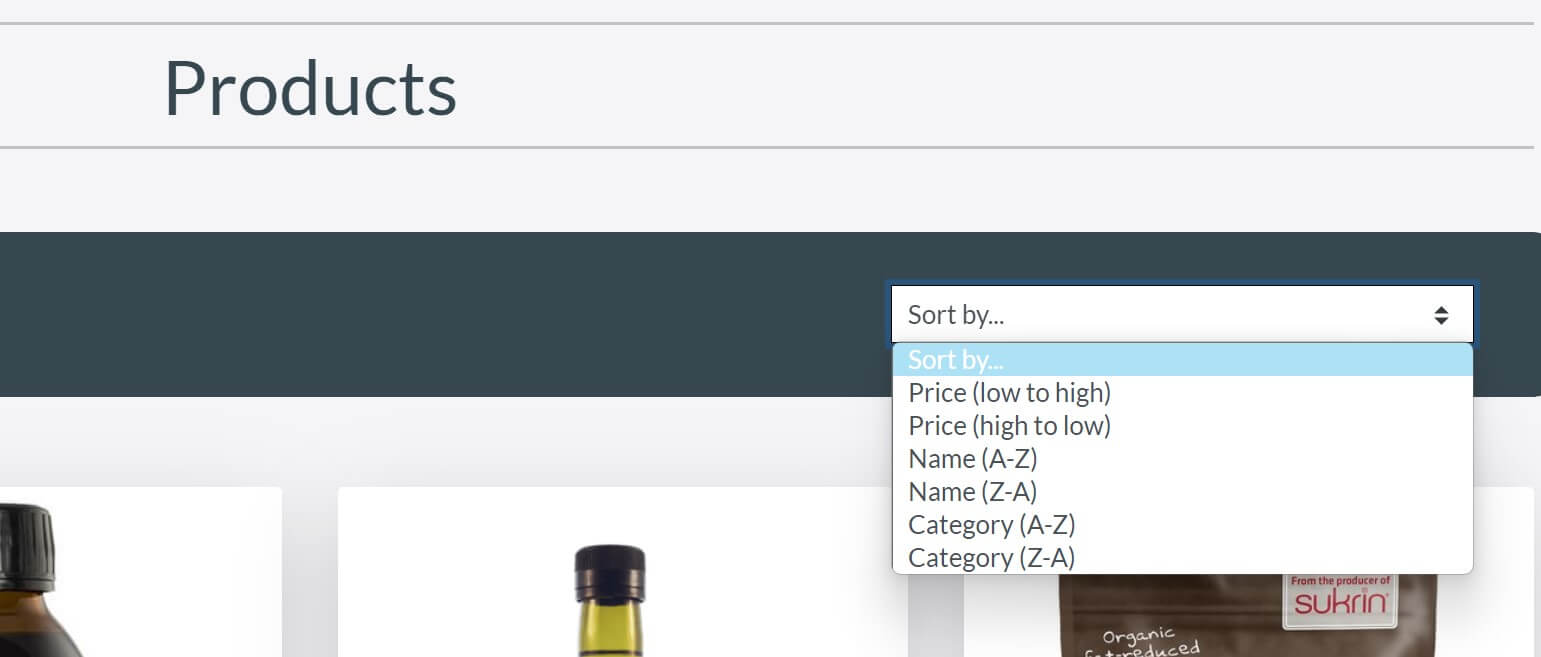 Products
Sort by...
Sort by...
Price (low to high)
Price (high to low)
Name (A-Z)
Name (Z-A)
Category (A-Z)
Category (Z-A)
From the producer of
sukrin®
Organic
fat-reduced